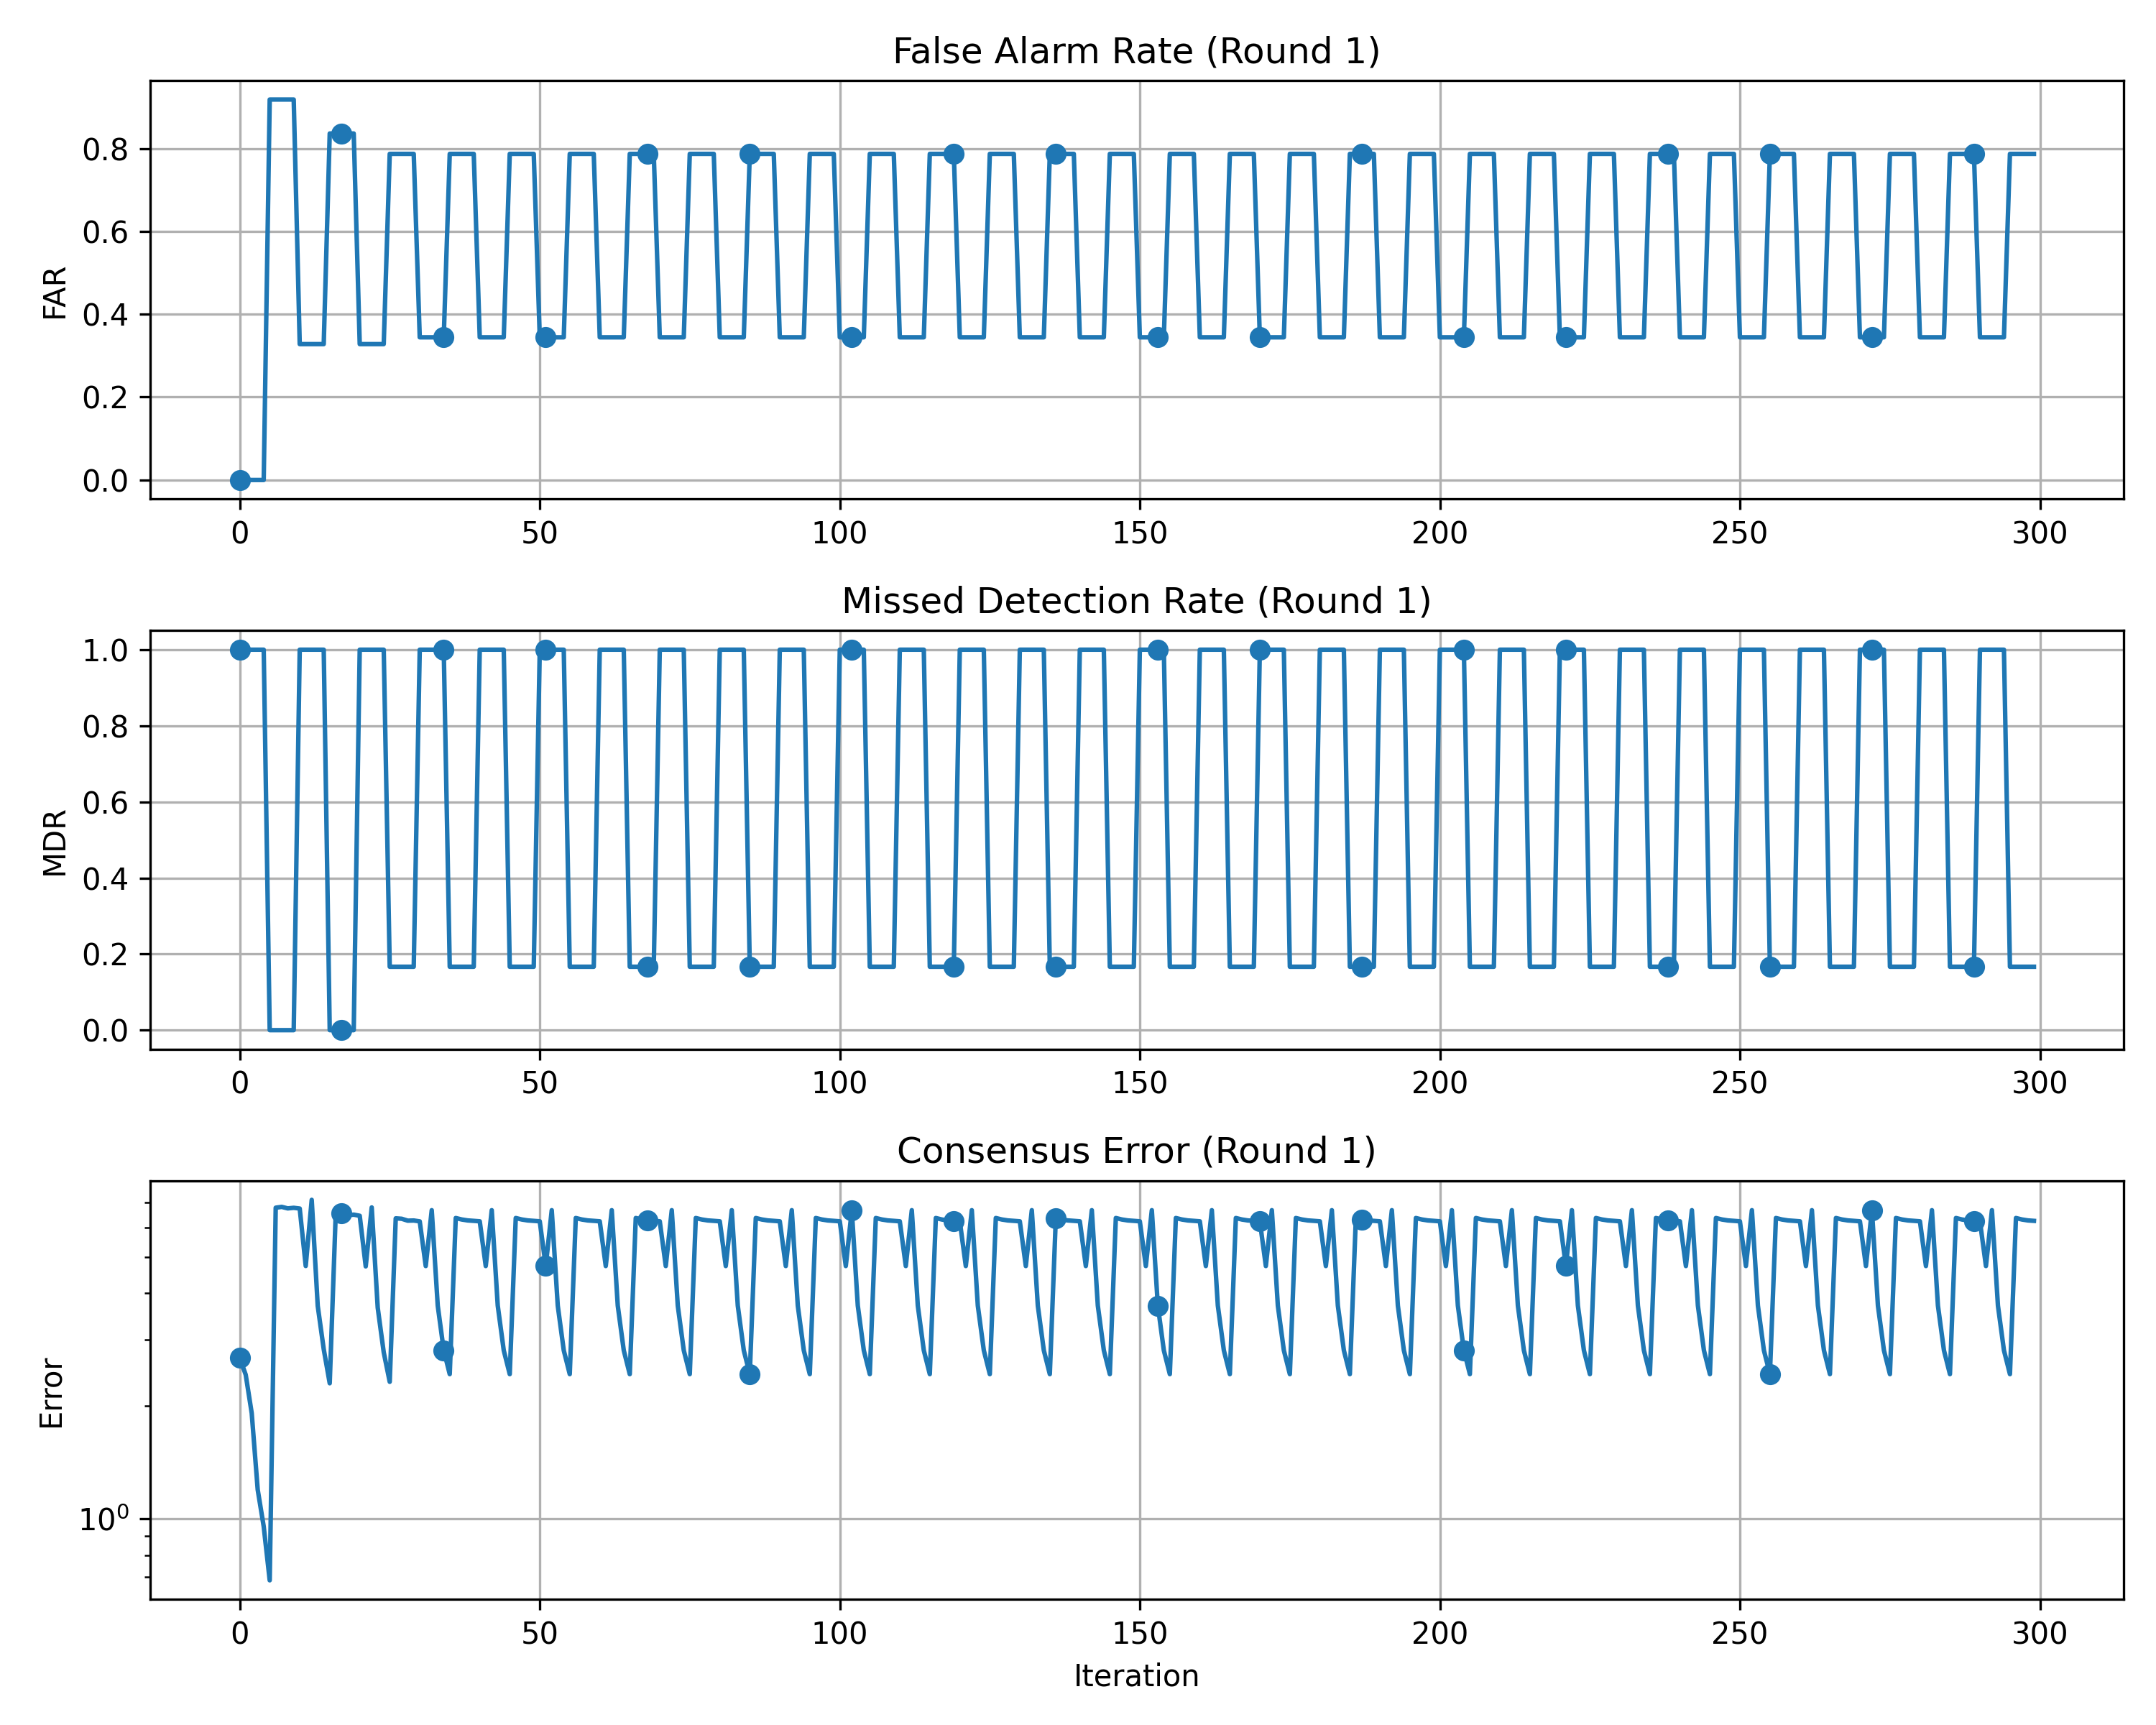 False Alarm Rate (Round 1)
FAR
0.8
0.6
0.4
0.2
0.0
0 50 100 150 200 250 300
Missed Detection Rate (Round 1)
MDR
1.0
0.8
0.6
0.4
0.2
0.0
0 50 100 150 200 250 300
Consensus Error (Round 1)
Error
10⁰
0 50 100 150 200 250 300
Iteration